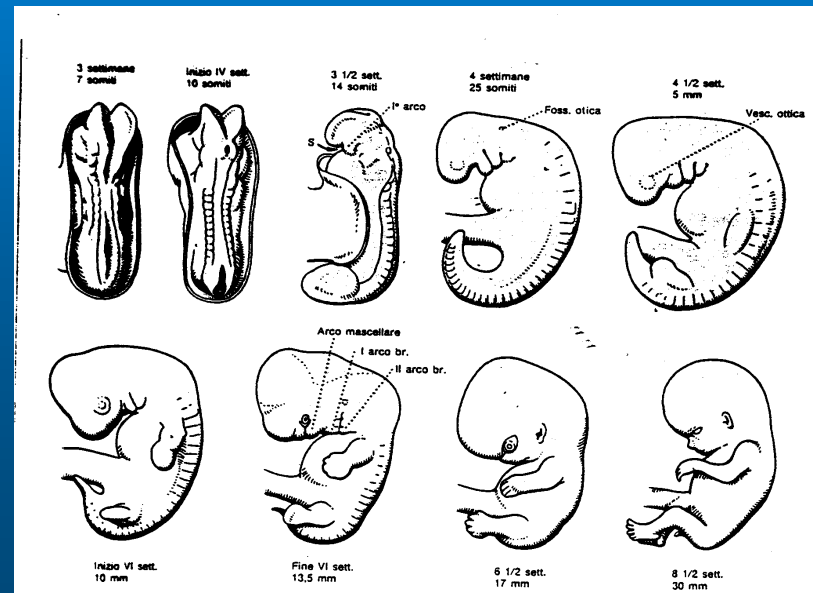 3 settimane
7 somiti
Inizio IV sett.
10 somiti
3 1/2 sett.
14 somiti
4 settimane
25 somiti
4 1/2 sett.
5 mm
I° arco
S
Foss. otica
Vesc. ottica
Arco mascellare
I arco br.
II arco br.
Inizio VI sett.
10 mm
Fine VI sett.
13,5 mm
6 1/2 sett.
17 mm
8 1/2 sett.
30 mm